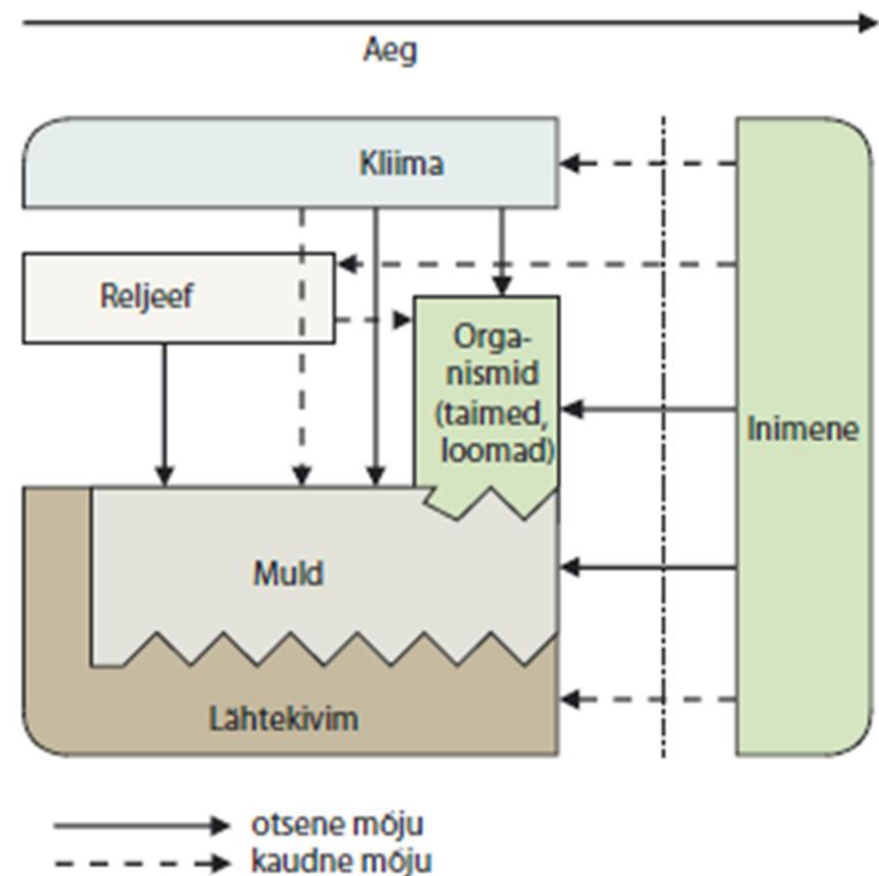 Aeg
Kliima
Reljeef
Orga-
nismid
(taimed,
loomad)
Inimene
Muld
Lähtekivim
otsene mõju
kaudne mõju